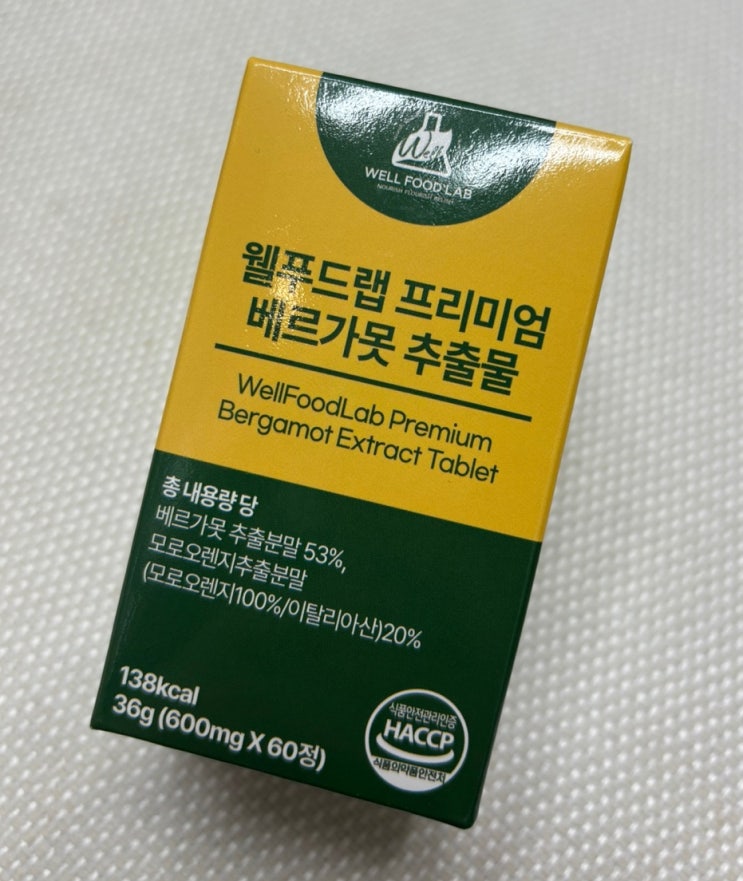 Well
WELL FOOD LAB
웰푸드랩 프리미엄
베르가못 추출물
WellFoodLab Premium
Bergamot Extract Tablet
총 내용량 당
베르가못 추출분말 53%,
모로오렌지추출분말
(모로오렌지100%/이탈리아산)20%
138kcal
36g (600mg X 60정)
식품안전관리인증
HACCP
식품의약품안전처